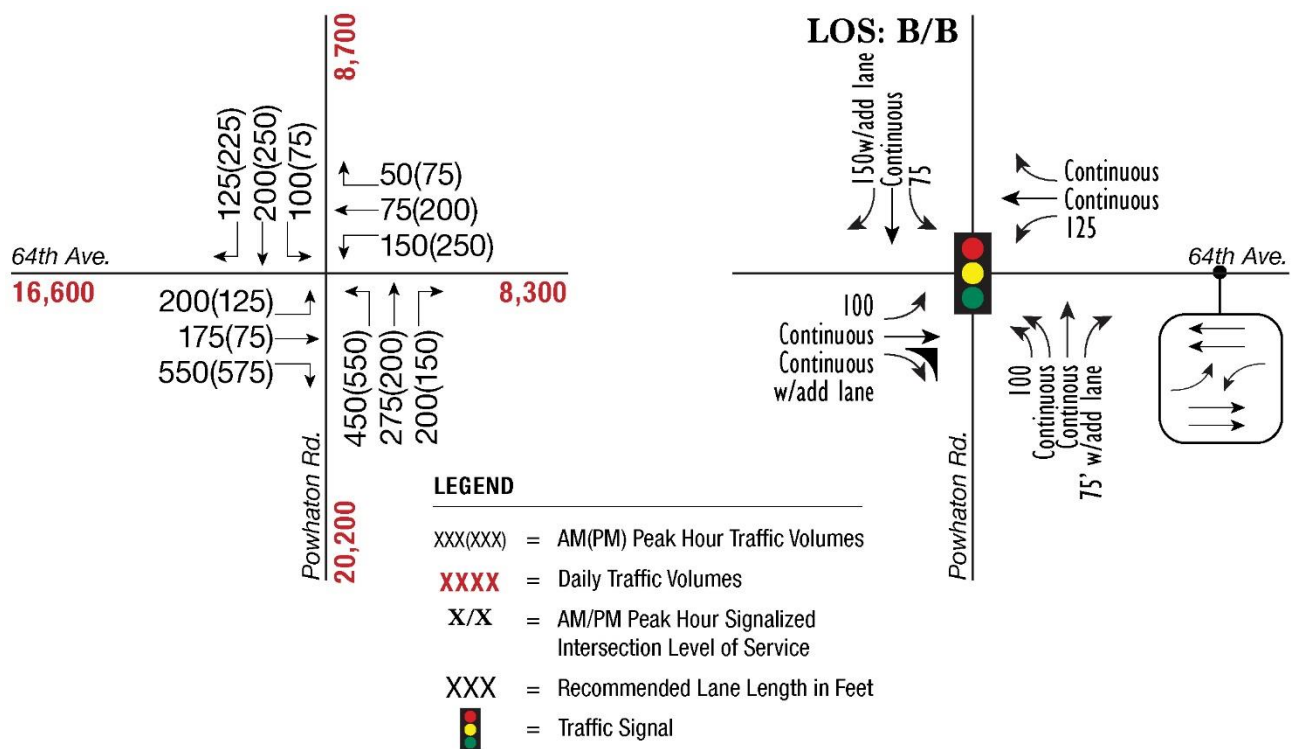 8,700
125(225)
200(250)
100(75)
50(75)
75(200)
150(250)
64th Ave.
16,600
8,300
200(125)
175(75)
550(575)
450(550)
275(200)
200(150)
Powhaton Rd.
20,200
LOS: B/B
150w/add lane
Continuous
75
Continuous
Continuous
125
64th Ave.
100
Continuous
Continuous
w/add lane
100
Continuous
Continous
75' w/add lane
Powhaton Rd.
LEGEND
XXX(XXX) = AM(PM) Peak Hour Traffic Volumes
XXXX = Daily Traffic Volumes
X/X = AM/PM Peak Hour Signalized
Intersection Level of Service
XXX = Recommended Lane Length in Feet
= Traffic Signal